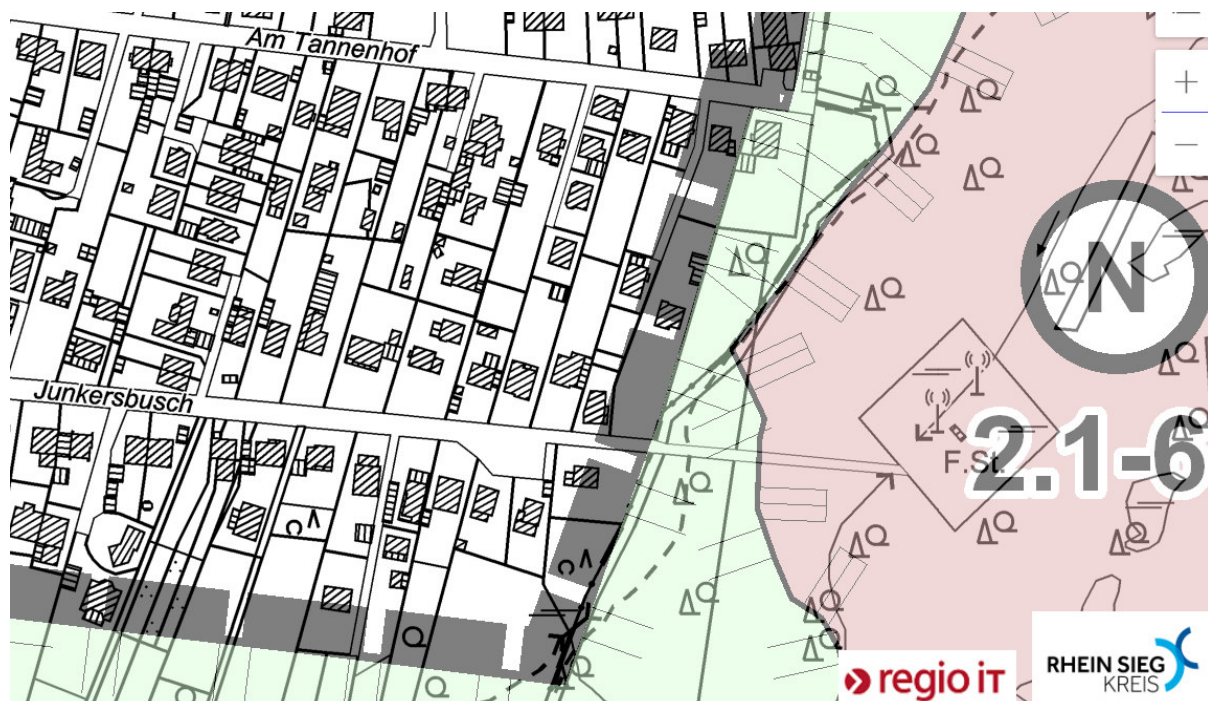 Am Tannenhof
+
−
N
Junkersbusch
F.St.
2.1-6
regio iT
RHEIN SIEG
KREIS